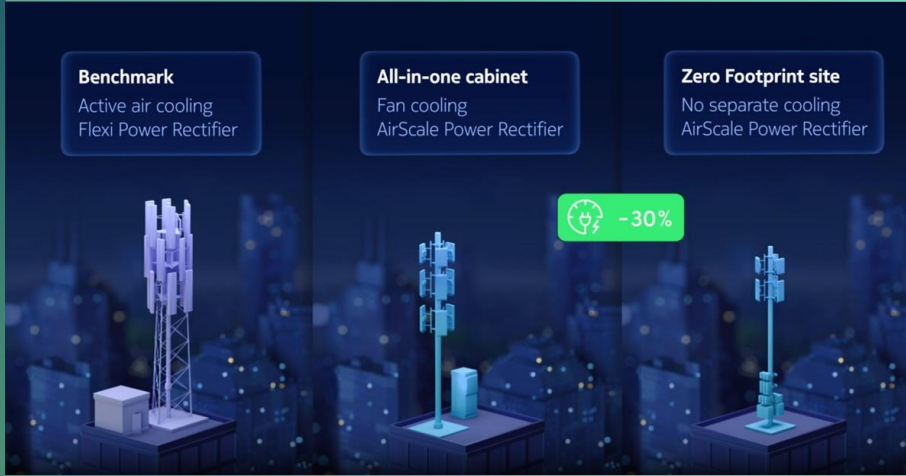 Benchmark
Active air cooling
Flexi Power Rectifier
All-in-one cabinet
Fan cooling
AirScale Power Rectifier
Zero Footprint site
No separate cooling
AirScale Power Rectifier
-30%